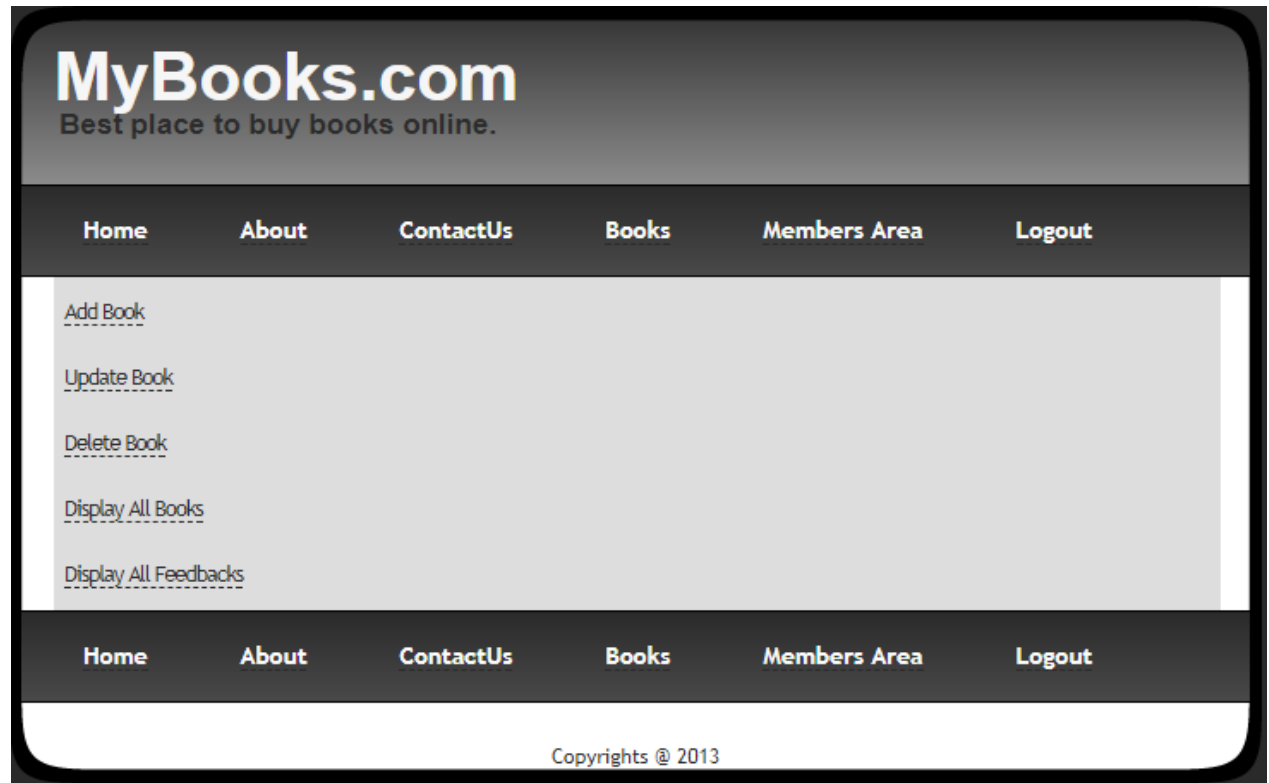 MyBooks.com
Best place to buy books online.
Home About ContactUs Books Members Area Logout
Add Book
Update Book
Delete Book
Display All Books
Display All Feedbacks
Home About ContactUs Books Members Area Logout
Copyrights @ 2013